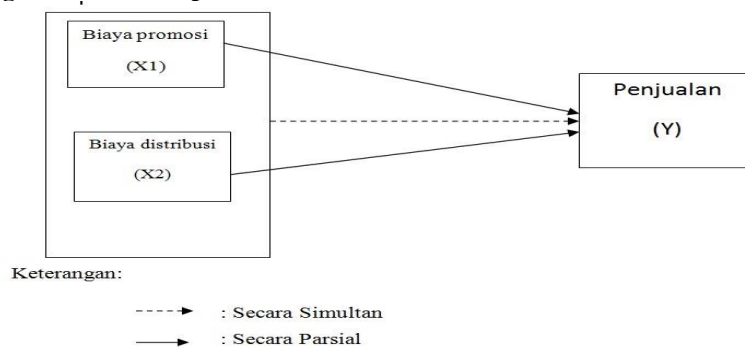 Biaya promosi
(X1)
Penjualan
(Y)
Biaya distribusi
(X2)
Keterangan:
: Secara Simultan
: Secara Parsial